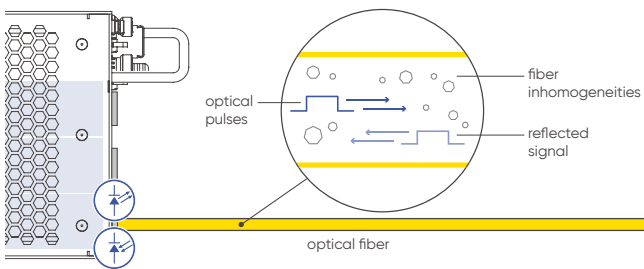 fiber
inhomogeneities
optical
pulses
reflected
signal
optical fiber